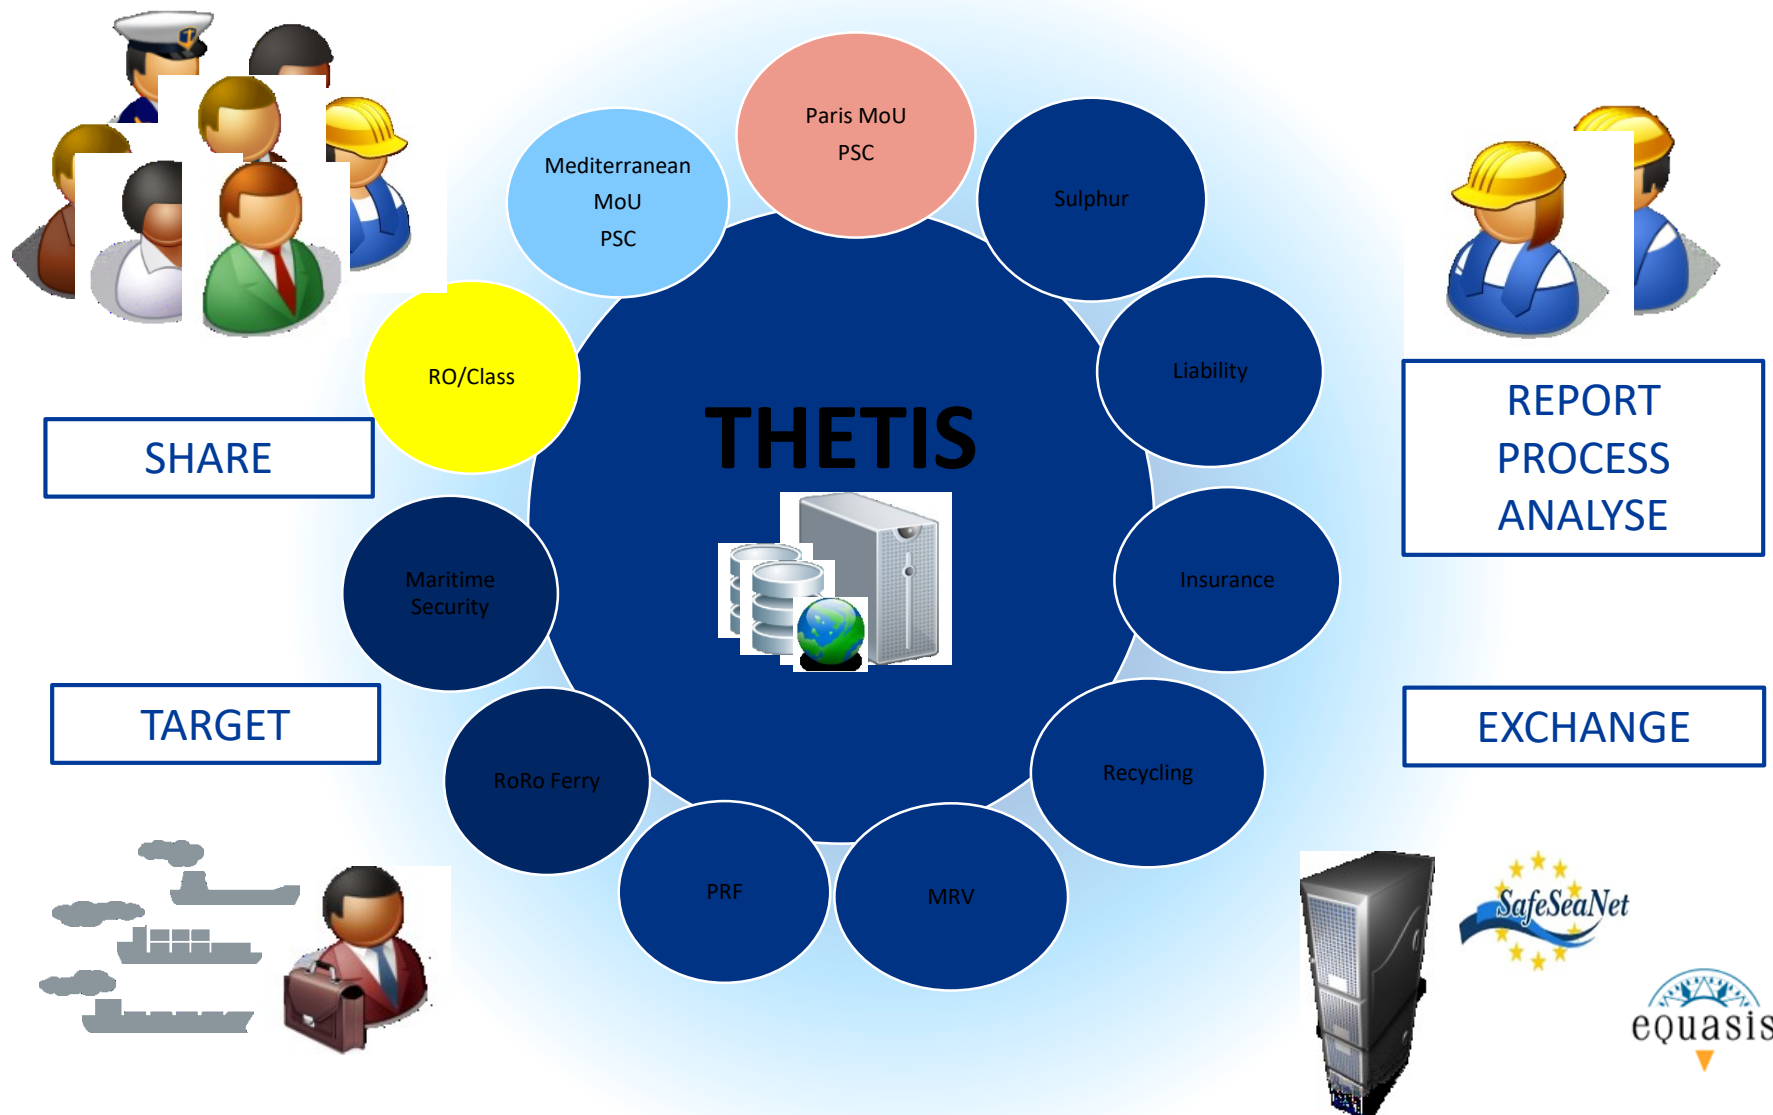 Paris MoU
PSC
Mediterranean
MoU
PSC
Sulphur
RO/Class
Liability
THETIS
SHARE
REPORT
PROCESS
ANALYSE
Maritime
Security
Insurance
TARGET
EXCHANGE
RoRo Ferry
Recycling
PRF
MRV
SafeSeaNet
equasis